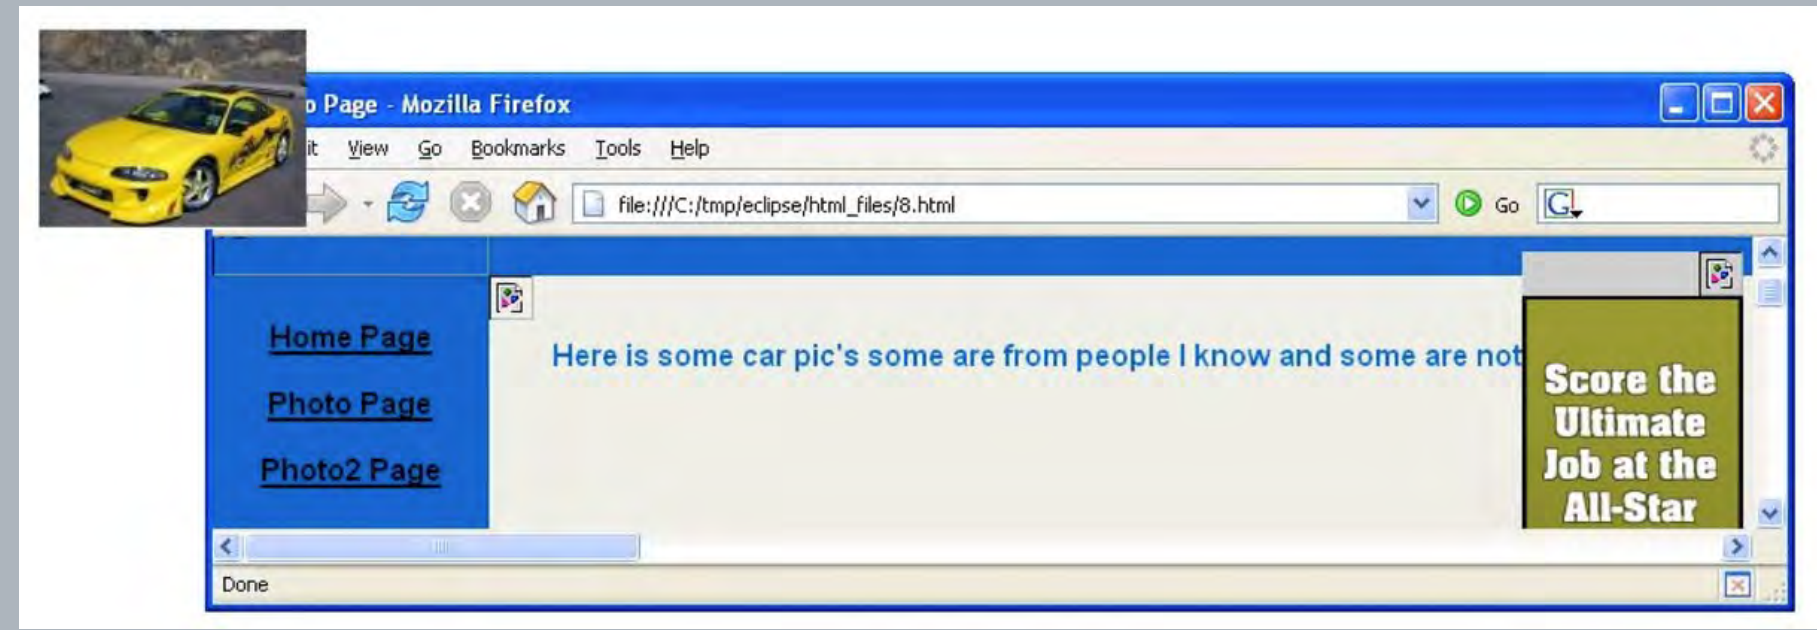 o Page - Mozilla Firefox
it View Go Bookmarks Tools Help
file:///C:/tmp/eclipse/html_files/8.html Go G
Home Page
Photo Page
Photo2 Page
Here is some car pic's some are from people I know and some are not
Score the
Ultimate
Job at the
All-Star
Done